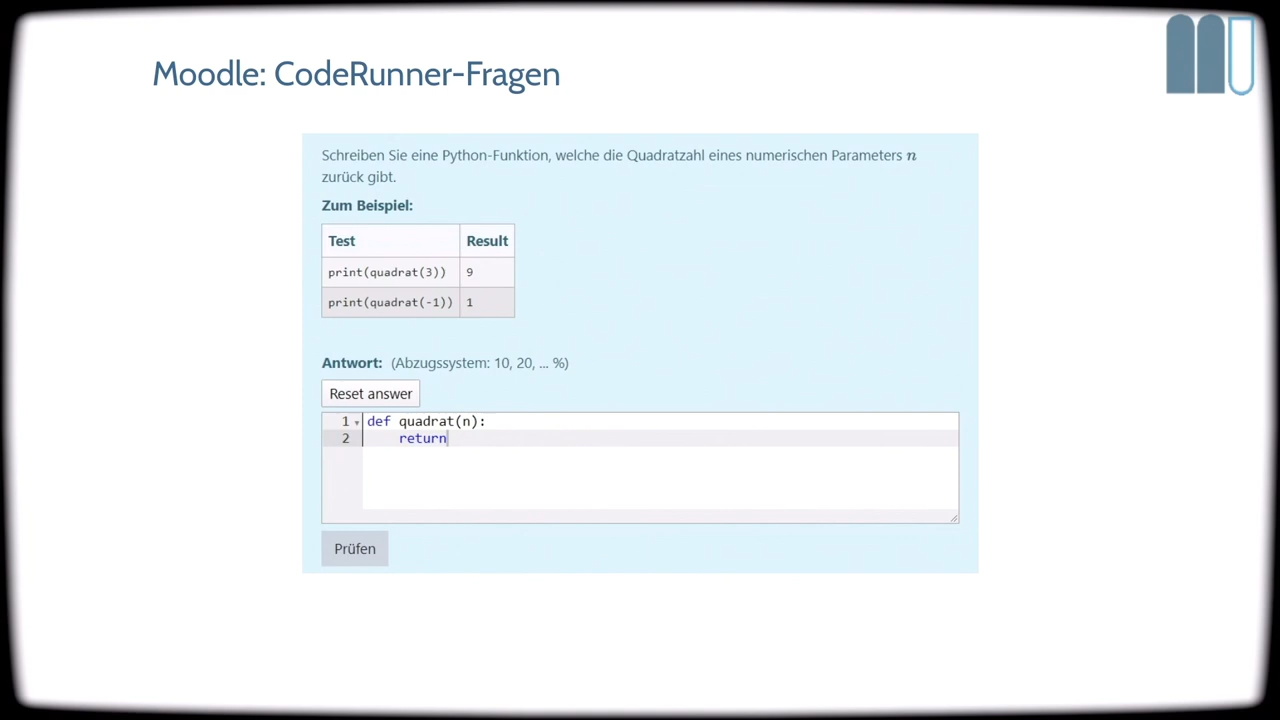 Moodle: CodeRunner-Fragen
Schreiben Sie eine Python-Funktion, welche die Quadratzahl eines numerischen Parameters n
zurück gibt.
Zum Beispiel:
Test Result
print(quadrat(3)) 9
print(quadrat(-1)) 1
Antwort: (Abzugssystem: 10, 20, ... %)
Reset answer
1 def quadrat(n):
2 return
Prüfen